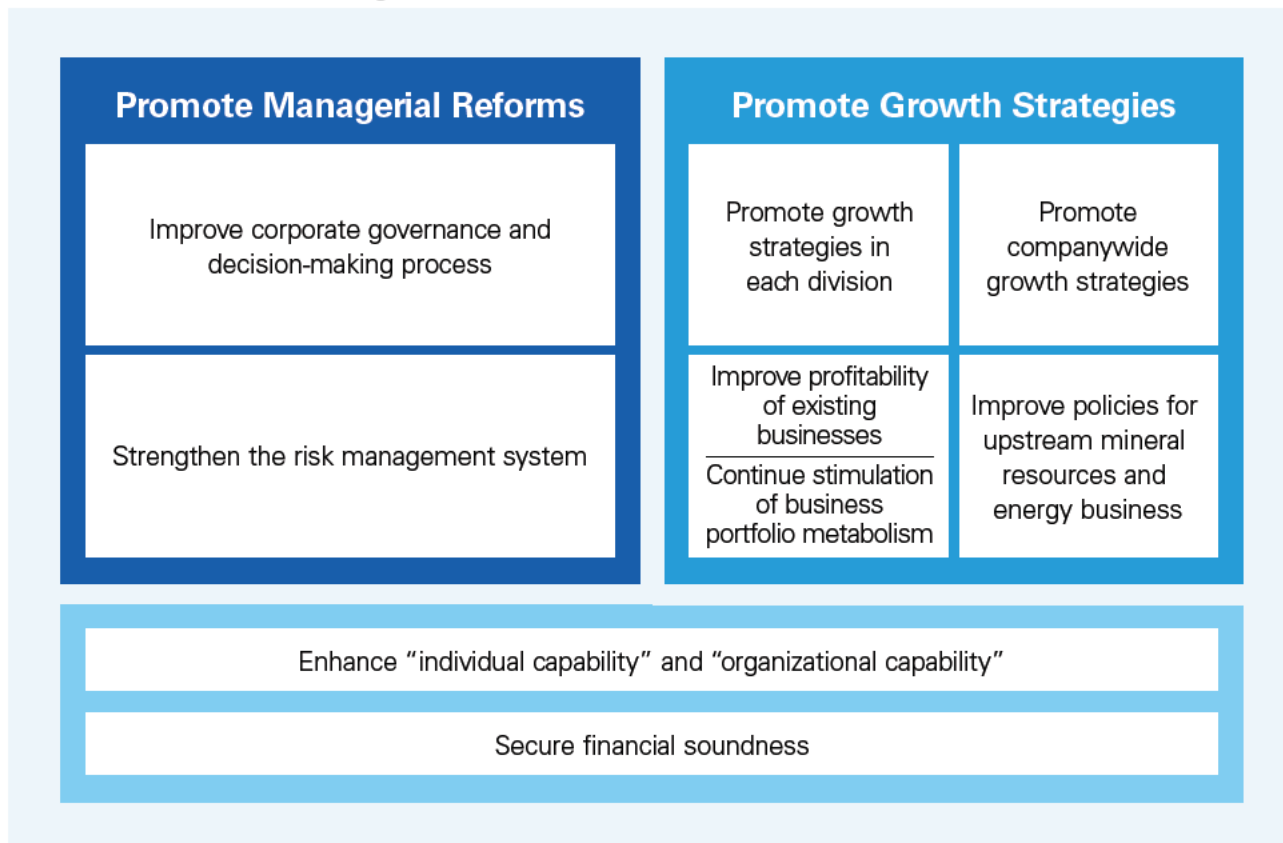 Promote Managerial Reforms
Improve corporate governance and
decision-making process
Strengthen the risk management system
Promote Growth Strategies
Promote growth
strategies in
each division
Promote
companywide
growth strategies
Improve profitability
of existing
businesses
Continue stimulation
of business
portfolio metabolism
Improve policies for
upstream mineral
resources and
energy business
Enhance “individual capability” and “organizational capability”
Secure financial soundness